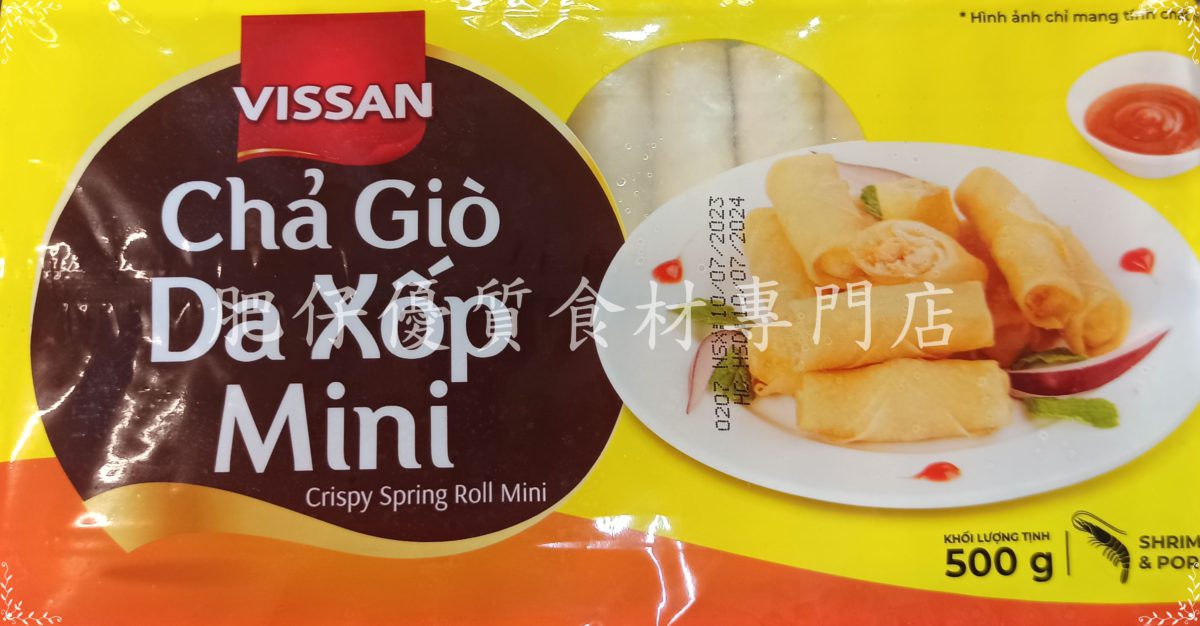 * Hình ảnh chỉ mang tính
VISSAN
Chả Giò
Da Xốp
Mini
Crispy Spring Roll Mini
肥保優質食材專門店
0207 NSX:10/07/2023
HSD:10/07/2024
KHỐI LƯỢNG TỊNH
500 g
SHRIM
& POR